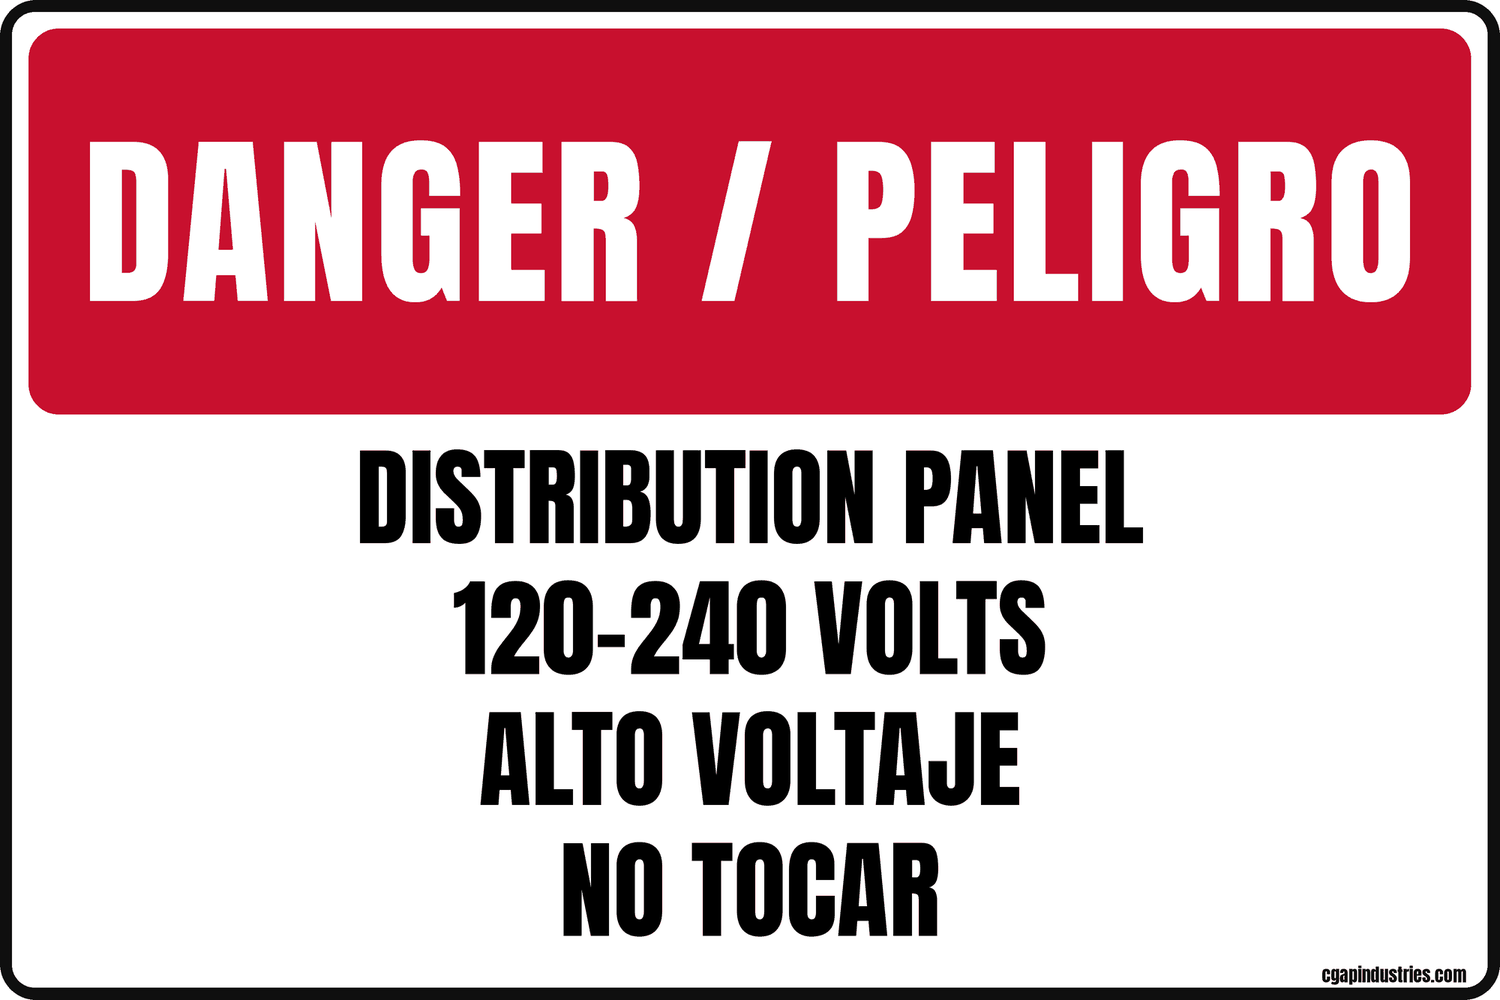 DANGER / PELIGRO
DISTRIBUTION PANEL
120-240 VOLTS
ALTO VOLTAJE
NO TOCAR
cgapindustries.com